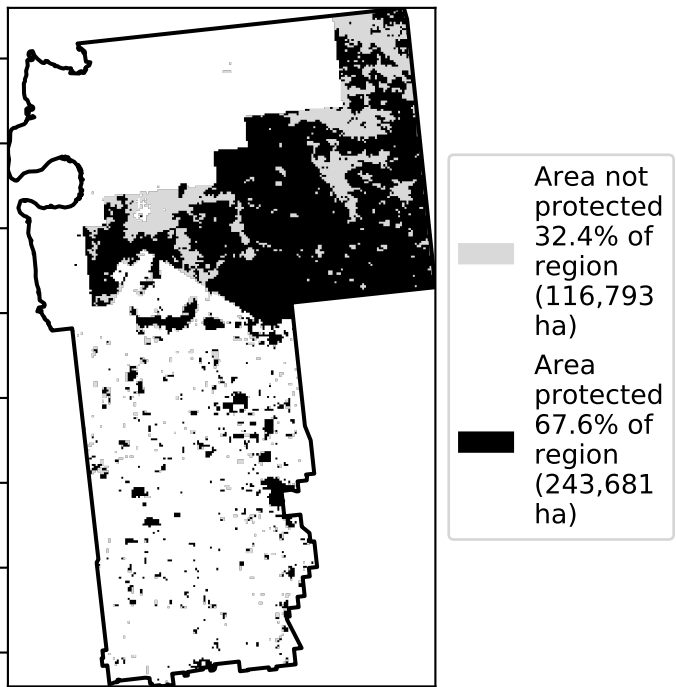 Area not
protected
32.4% of
region
(116,793
ha)
Area
protected
67.6% of
region
(243,681
ha)